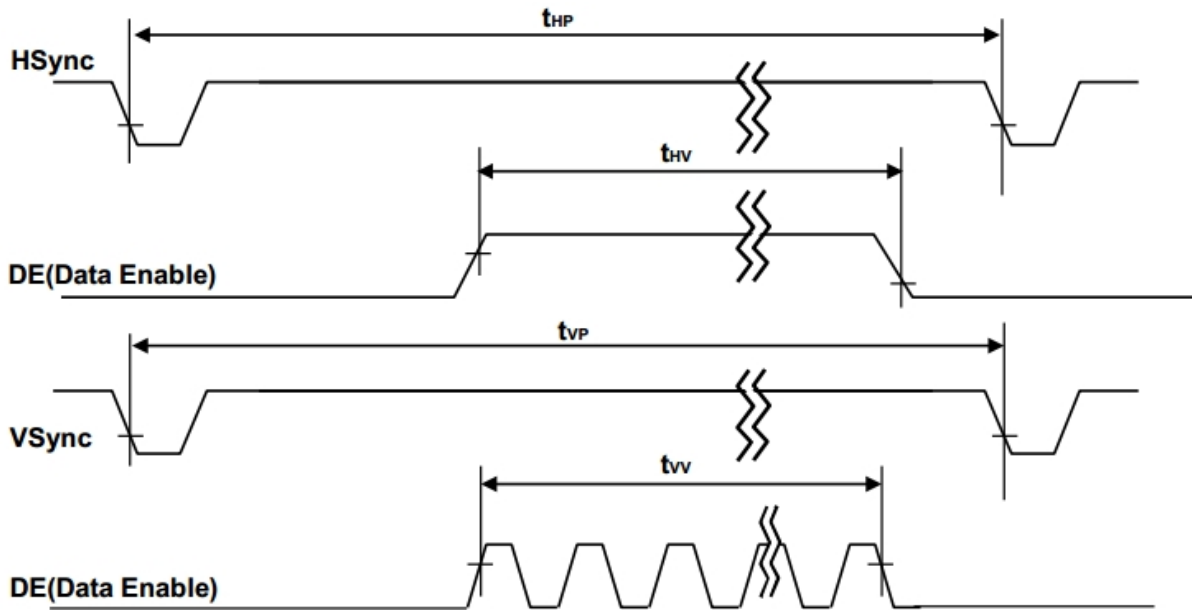 tHP
HSync
tHV
DE(Data Enable)
tVP
VSync
tVV
DE(Data Enable)